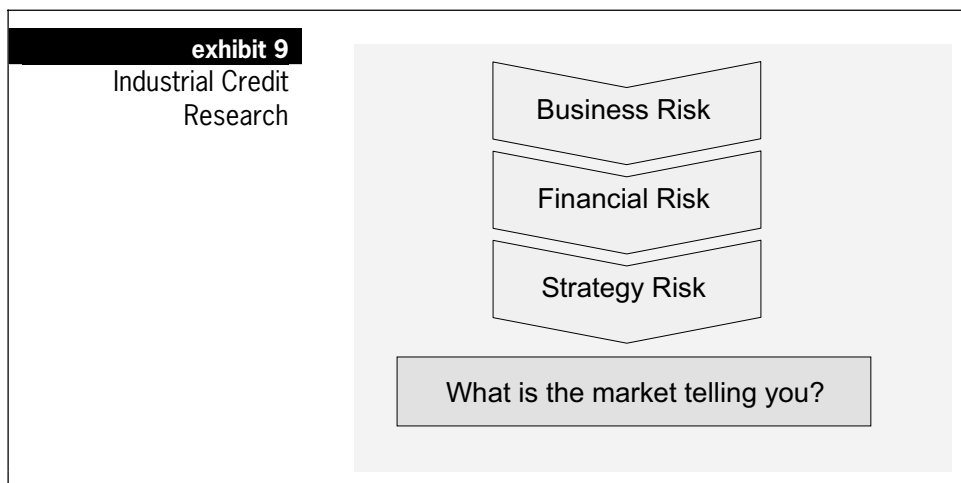 exhibit 9
Industrial Credit
Research
Business Risk
Financial Risk
Strategy Risk
What is the market telling you?